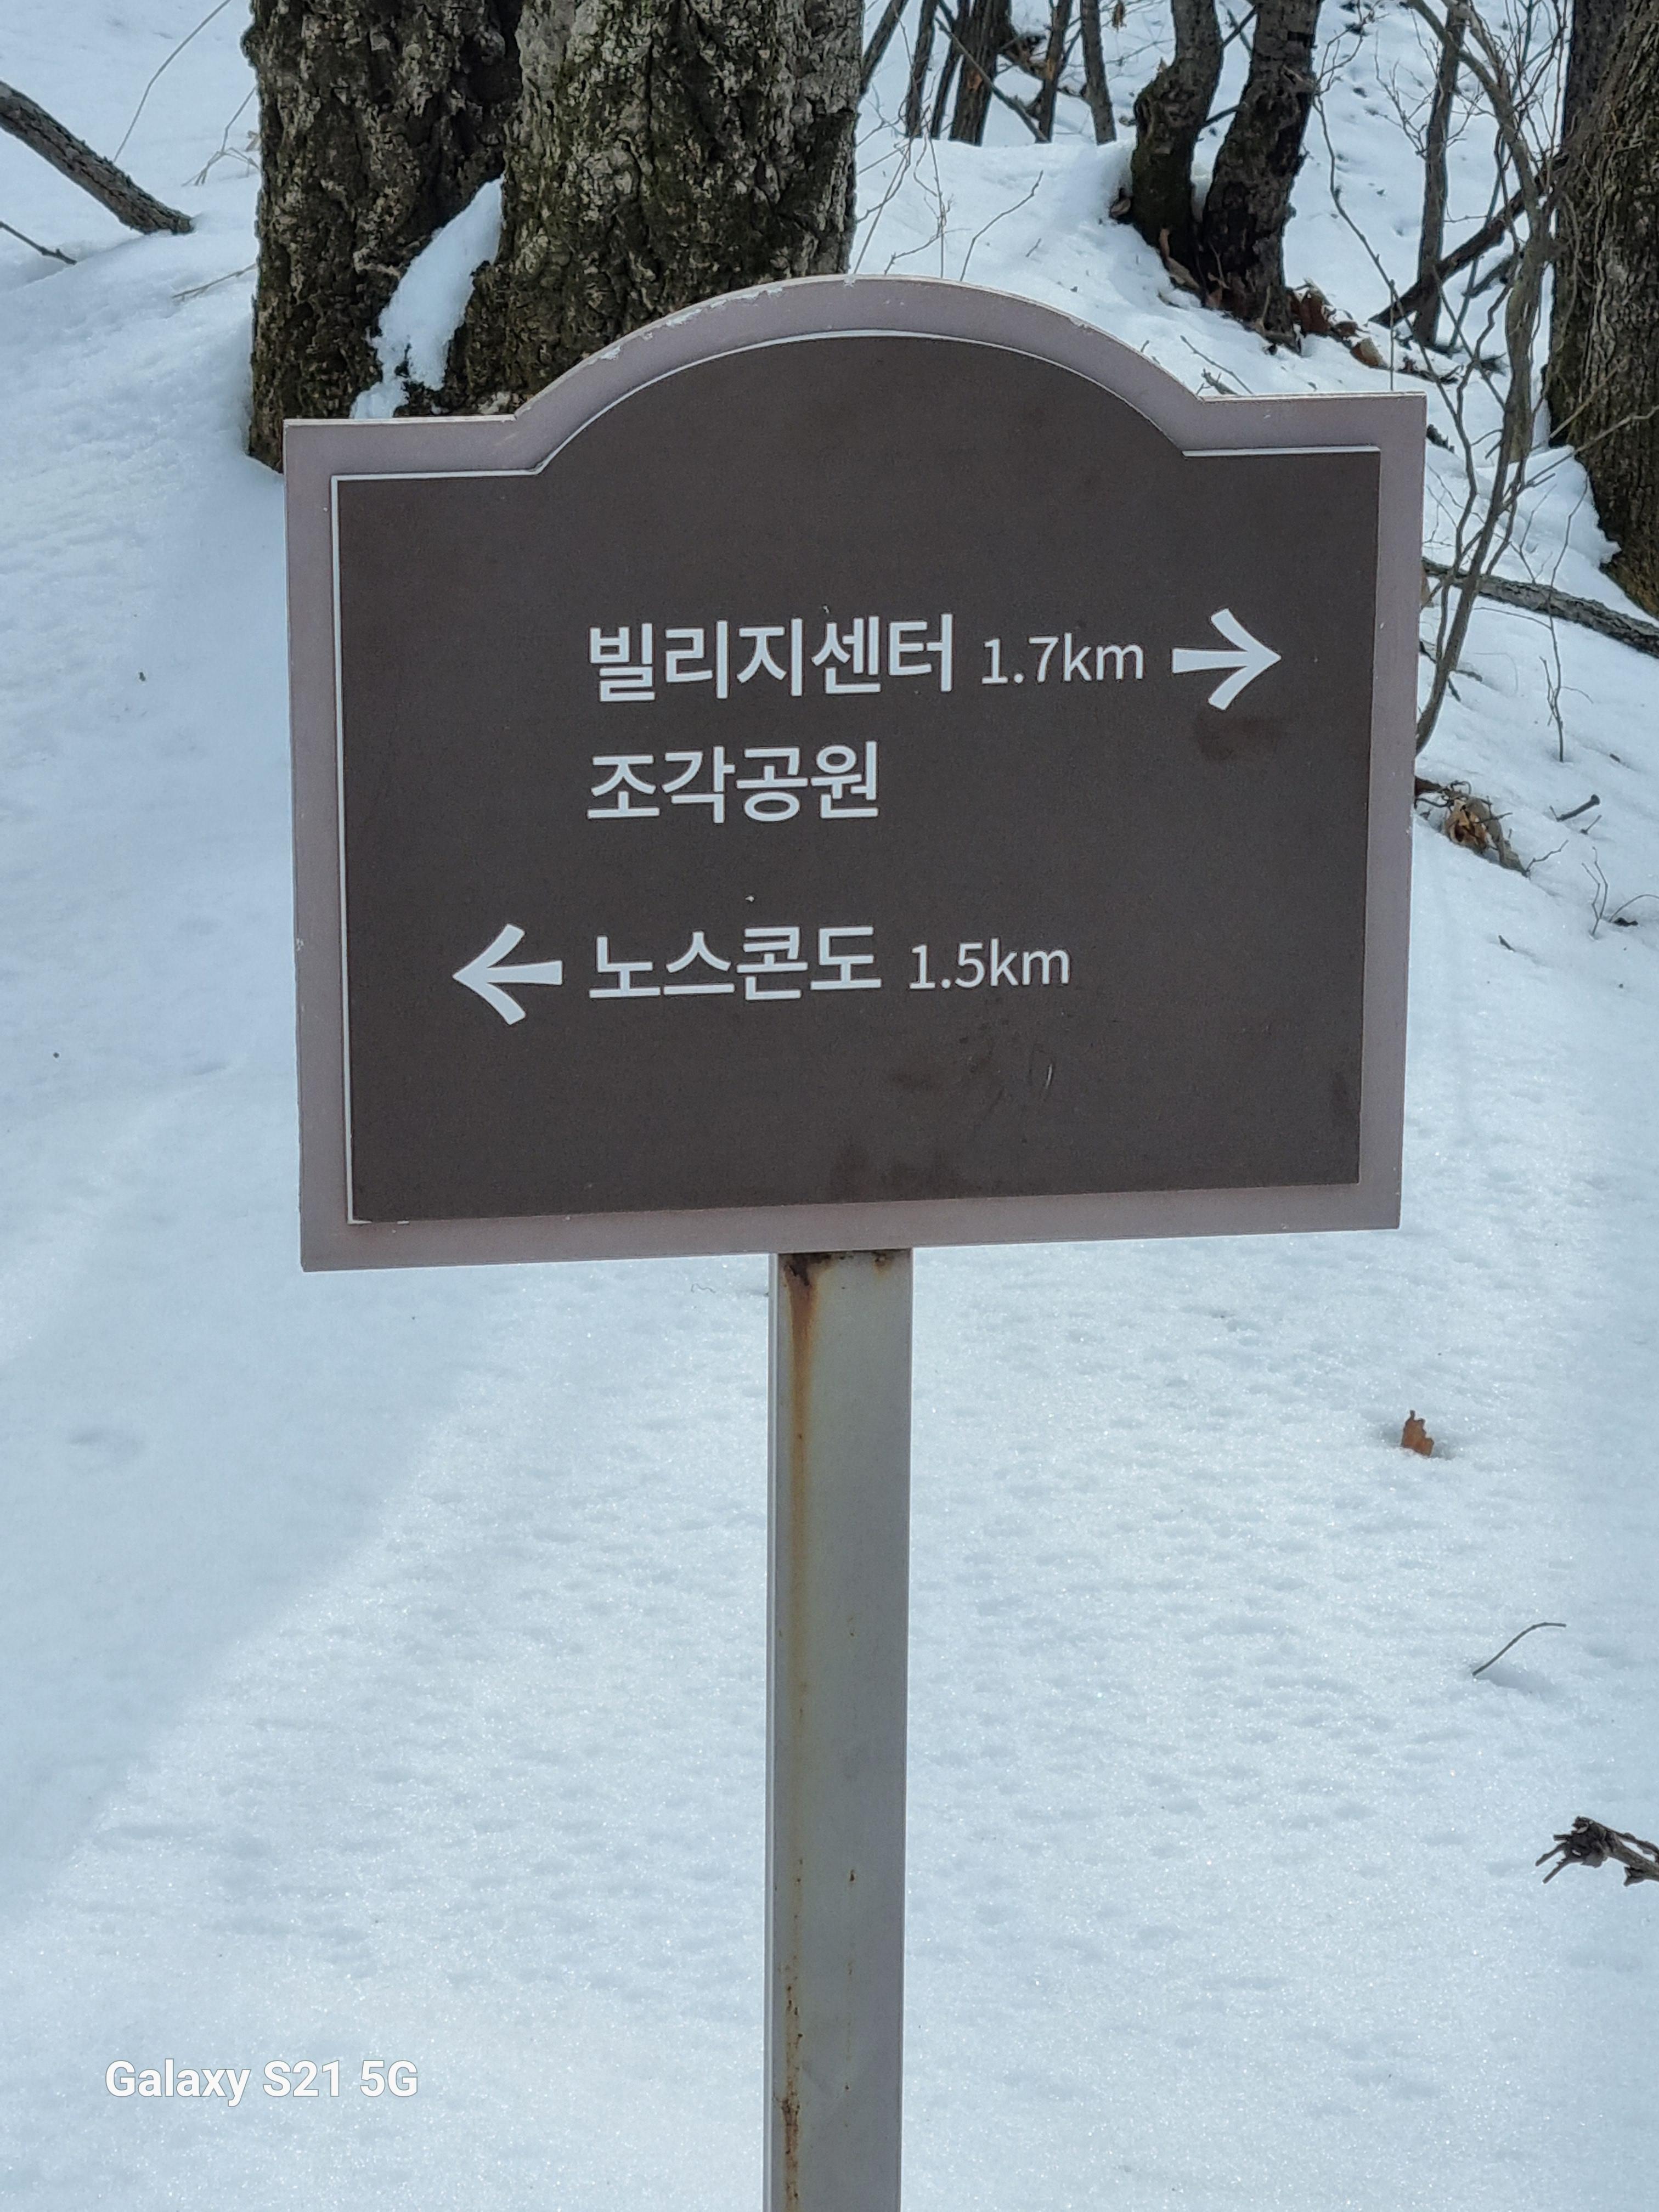 빌리지센터 1.7km →
조각공원
← 노스콘도 1.5km
Galaxy S21 5G